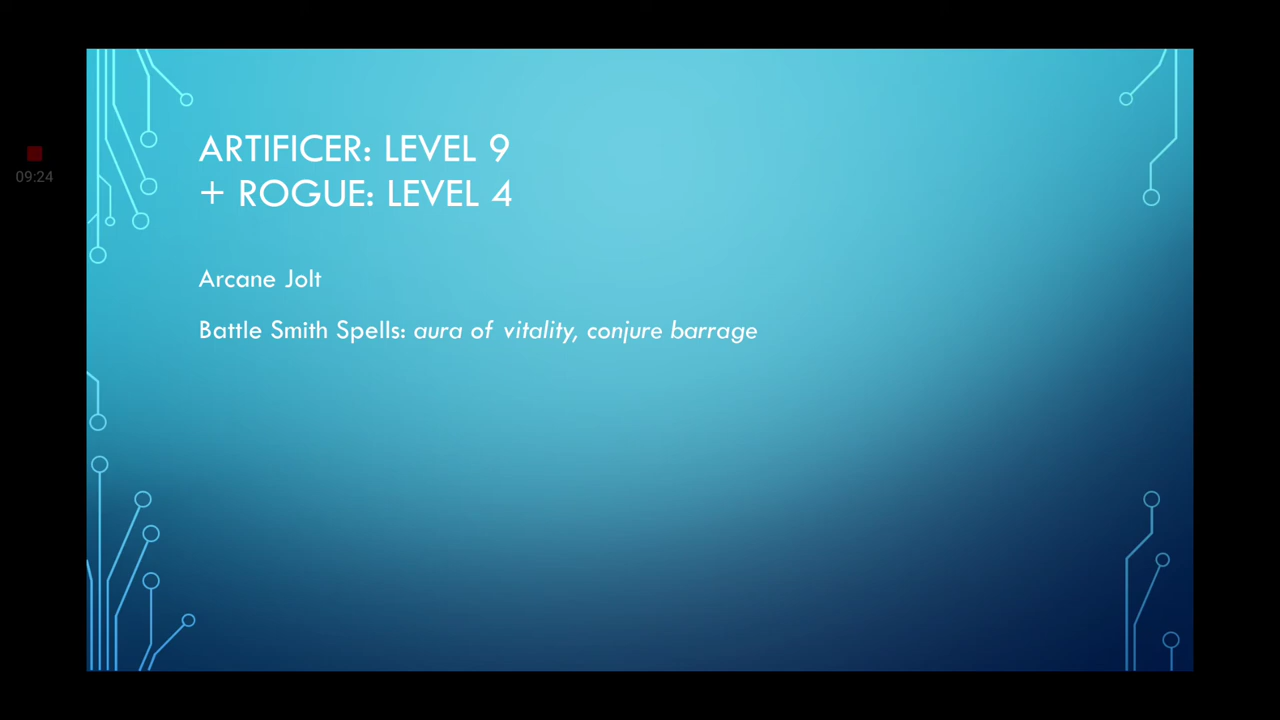 ARTIFICER: LEVEL 9
+ ROGUE: LEVEL 4
09:24
Arcane Jolt
Battle Smith Spells: aura of vitality, conjure barrage